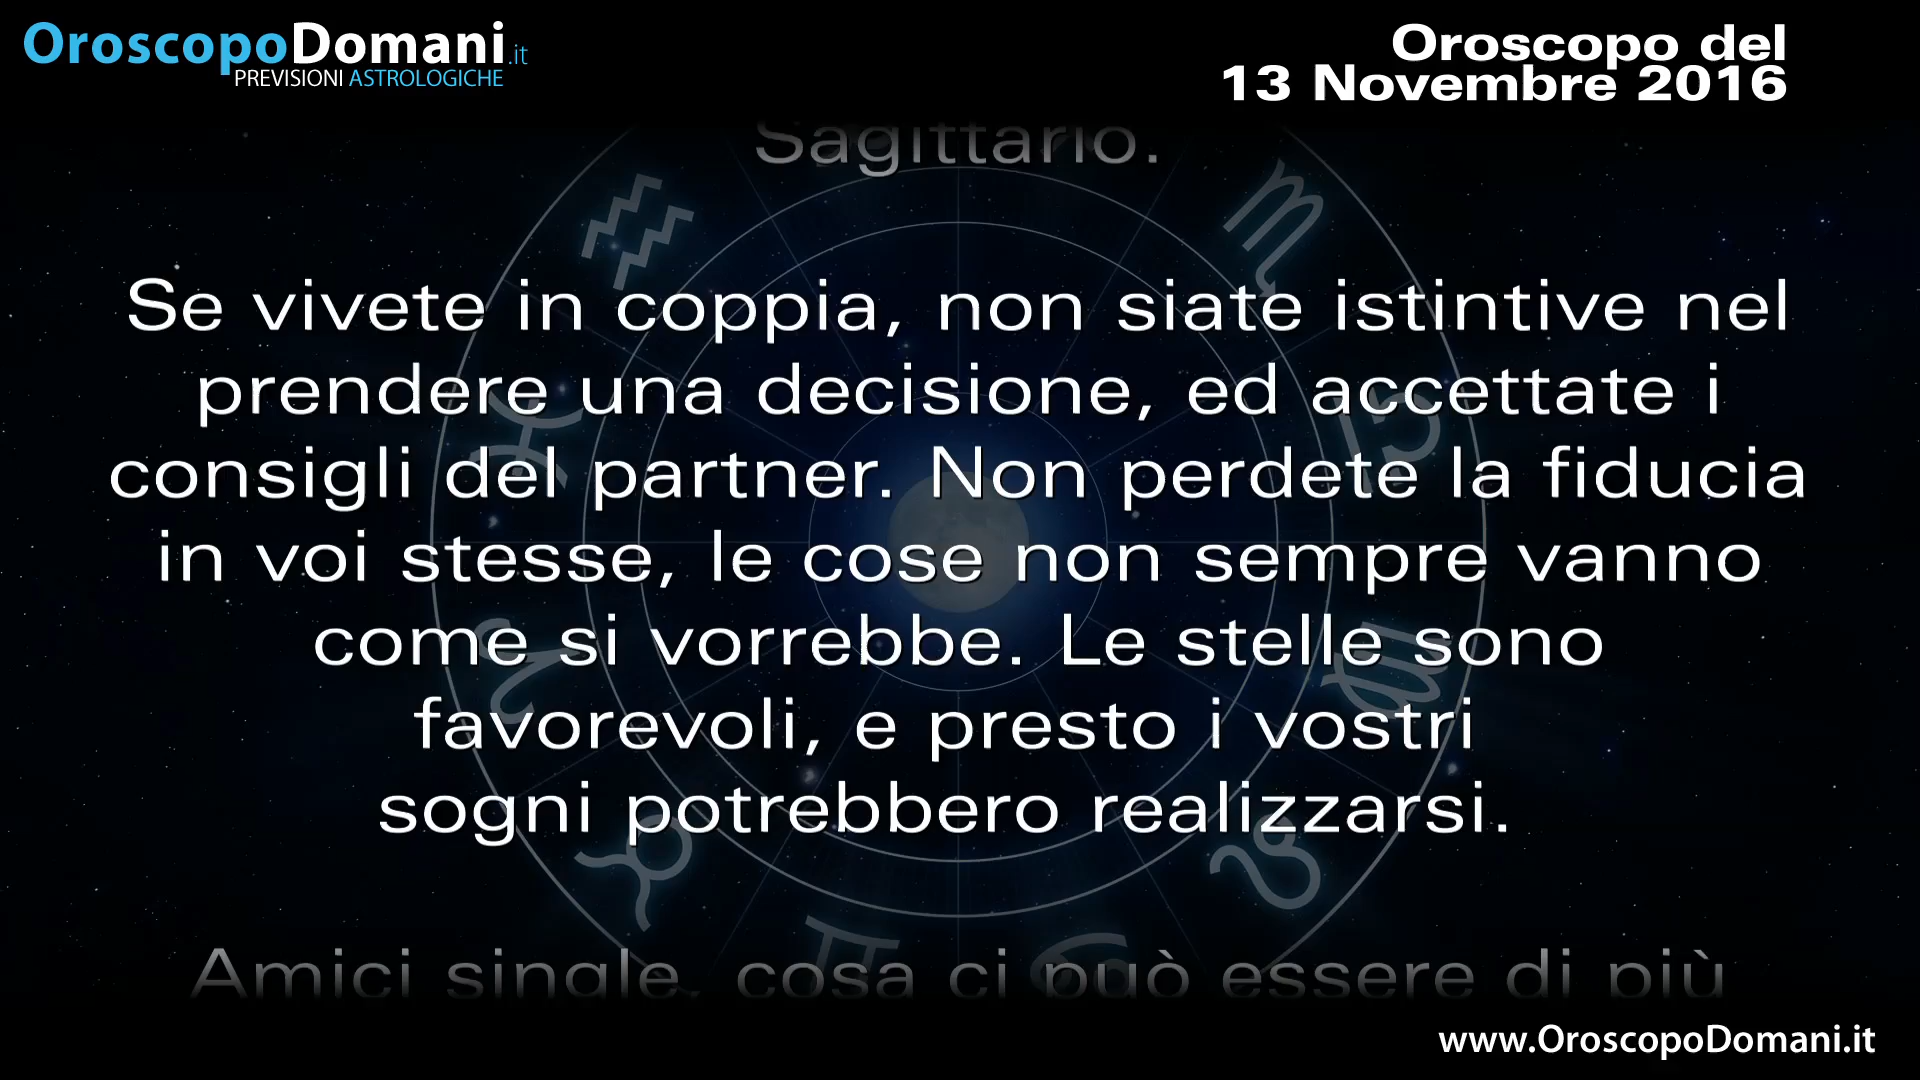 OroscopoDomani.it
PREVISIONI ASTROLOGICHE
Oroscopo del
13 Novembre 2016
Sagittario.
Se vivete in coppia, non siate istintive nel
prendere una decisione, ed accettate i
consigli del partner. Non perdete la fiducia
in voi stesse, le cose non sempre vanno
come si vorrebbe. Le stelle sono
favorevoli, e presto i vostri
sogni potrebbero realizzarsi.
Amici single, cosa ci può essere di più
www.OroscopoDomani.it